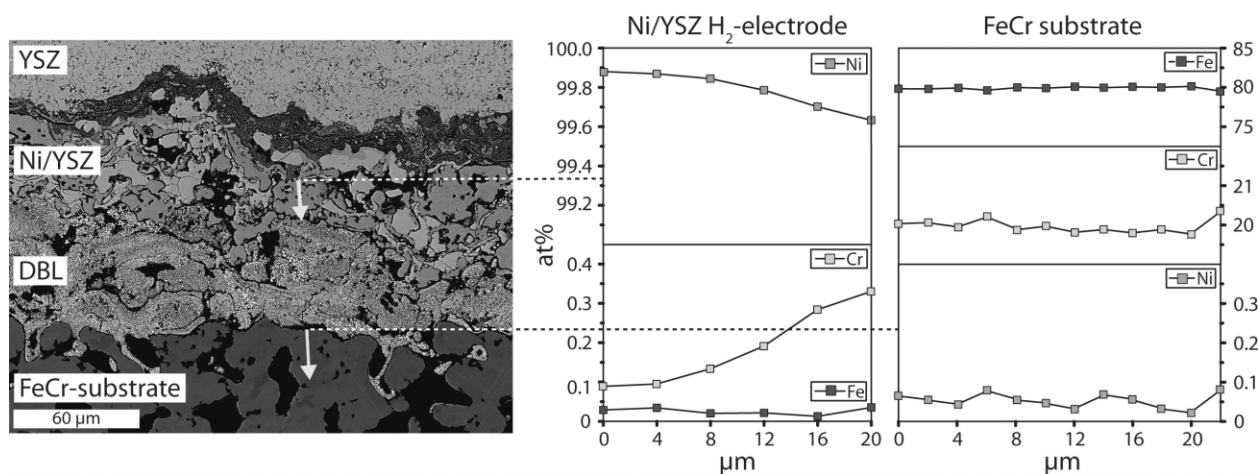 YSZ
Ni/YSZ
DBL
FeCr-substrate
60 µm
Ni/YSZ H₂-electrode
at%
100.0
99.8
99.6
99.4
99.2
0.4
0.3
0.2
0.1
0
Ni
Cr
Fe
0 4 8 12 16 20
µm
FeCr substrate
Fe
Cr
Ni
85
80
75
21
20
0.3
0.2
0.1
0
0 4 8 12 16 20
µm